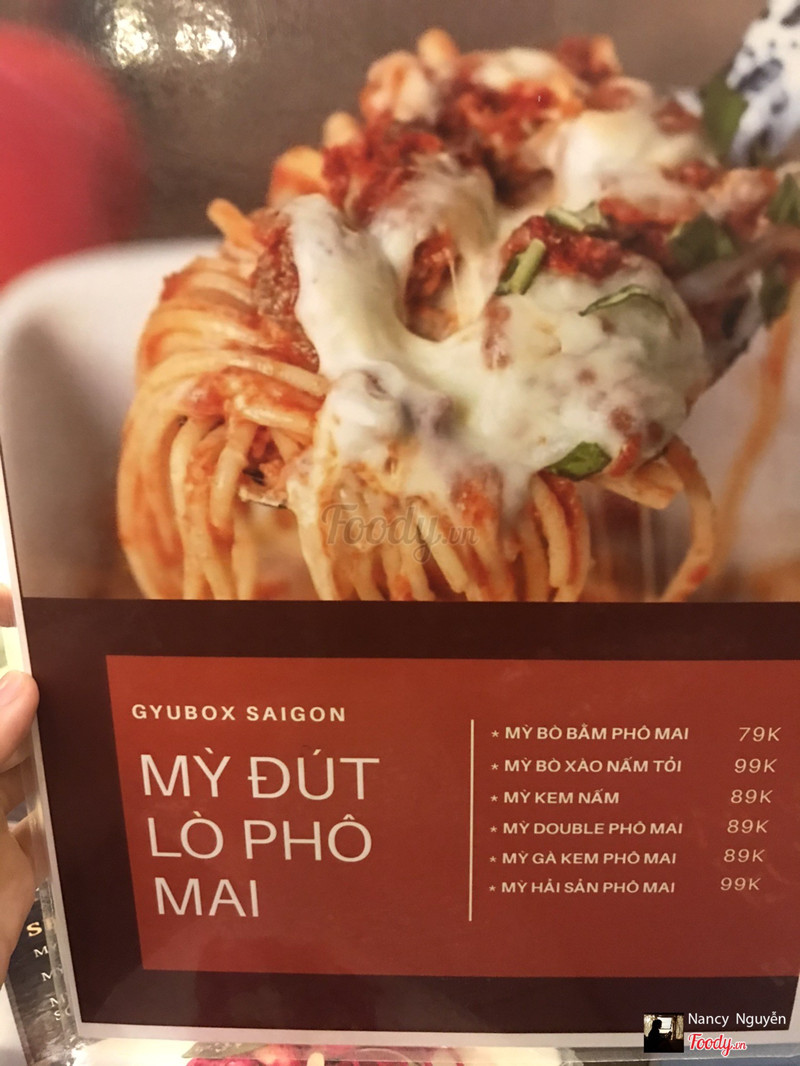 Foody.vn
GYUBOX SAIGON
MỲ ĐÚT
LÒ PHÔ
MAI
* MỲ BÒ BẰM PHÔ MAI 79K
* MỲ BÒ XÀO NẤM TỎI 99K
* MỲ KEM NẤM 89K
* MỲ DOUBLE PHÔ MAI 89K
* MỲ GÀ KEM PHÔ MAI 89K
* MỲ HẢI SẢN PHÔ MAI 99K
Nancy Nguyễn
Foody.vn